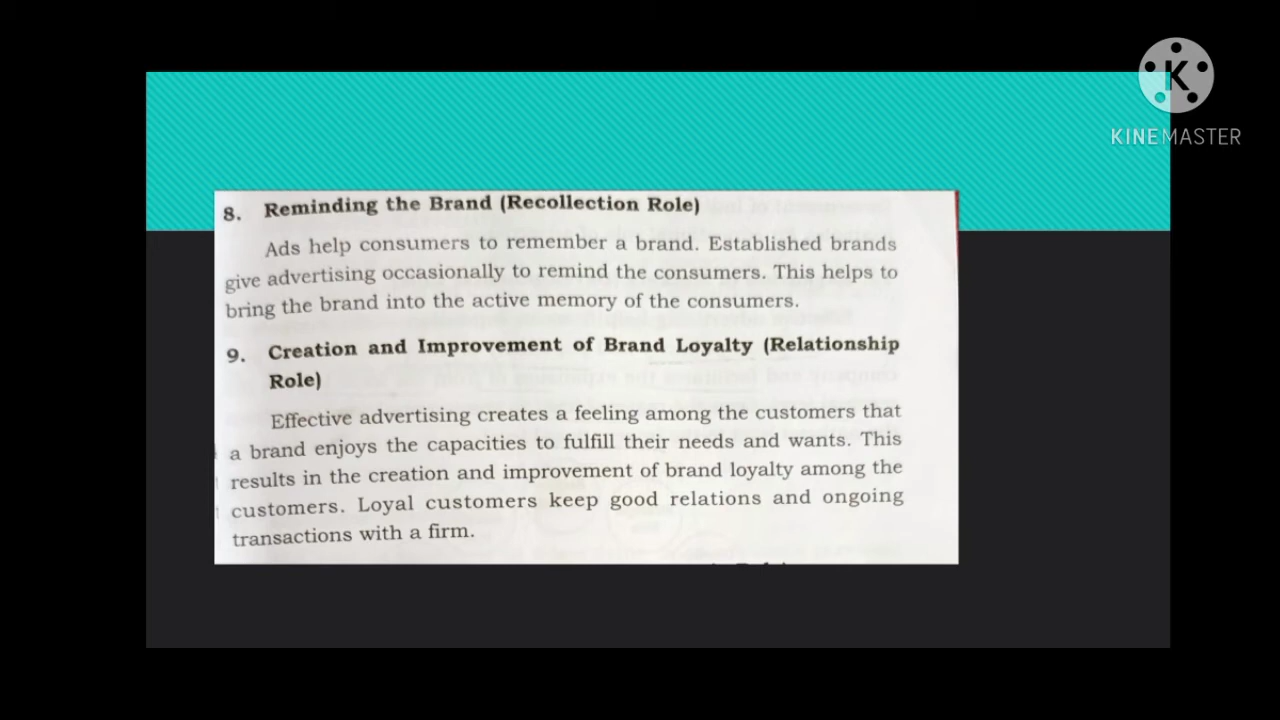 KINEMASTER
8. Reminding the Brand (Recollection Role)
Ads help consumers to remember a brand. Established brands
give advertising occasionally to remind the consumers. This helps to
bring the brand into the active memory of the consumers.
9. Creation and Improvement of Brand Loyalty (Relationship
Role)
Effective advertising creates a feeling among the customers that
a brand enjoys the capacities to fulfill their needs and wants. This
results in the creation and improvement of brand loyalty among the
customers. Loyal customers keep good relations and ongoing
transactions with a firm.